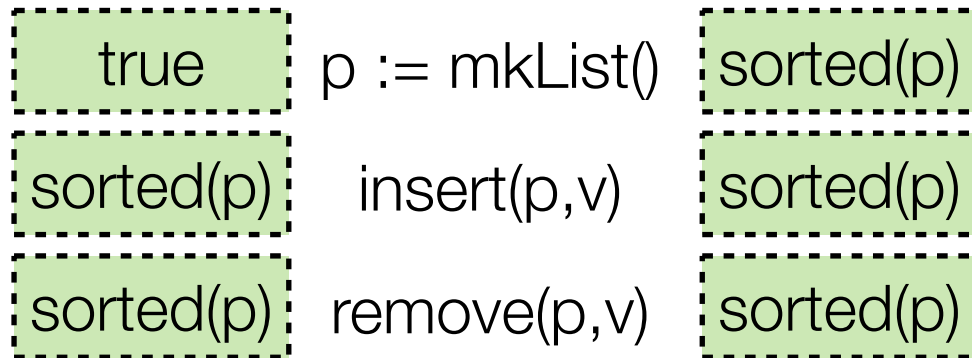 true p := mkList() sorted(p)
sorted(p) insert(p,v) sorted(p)
sorted(p) remove(p,v) sorted(p)